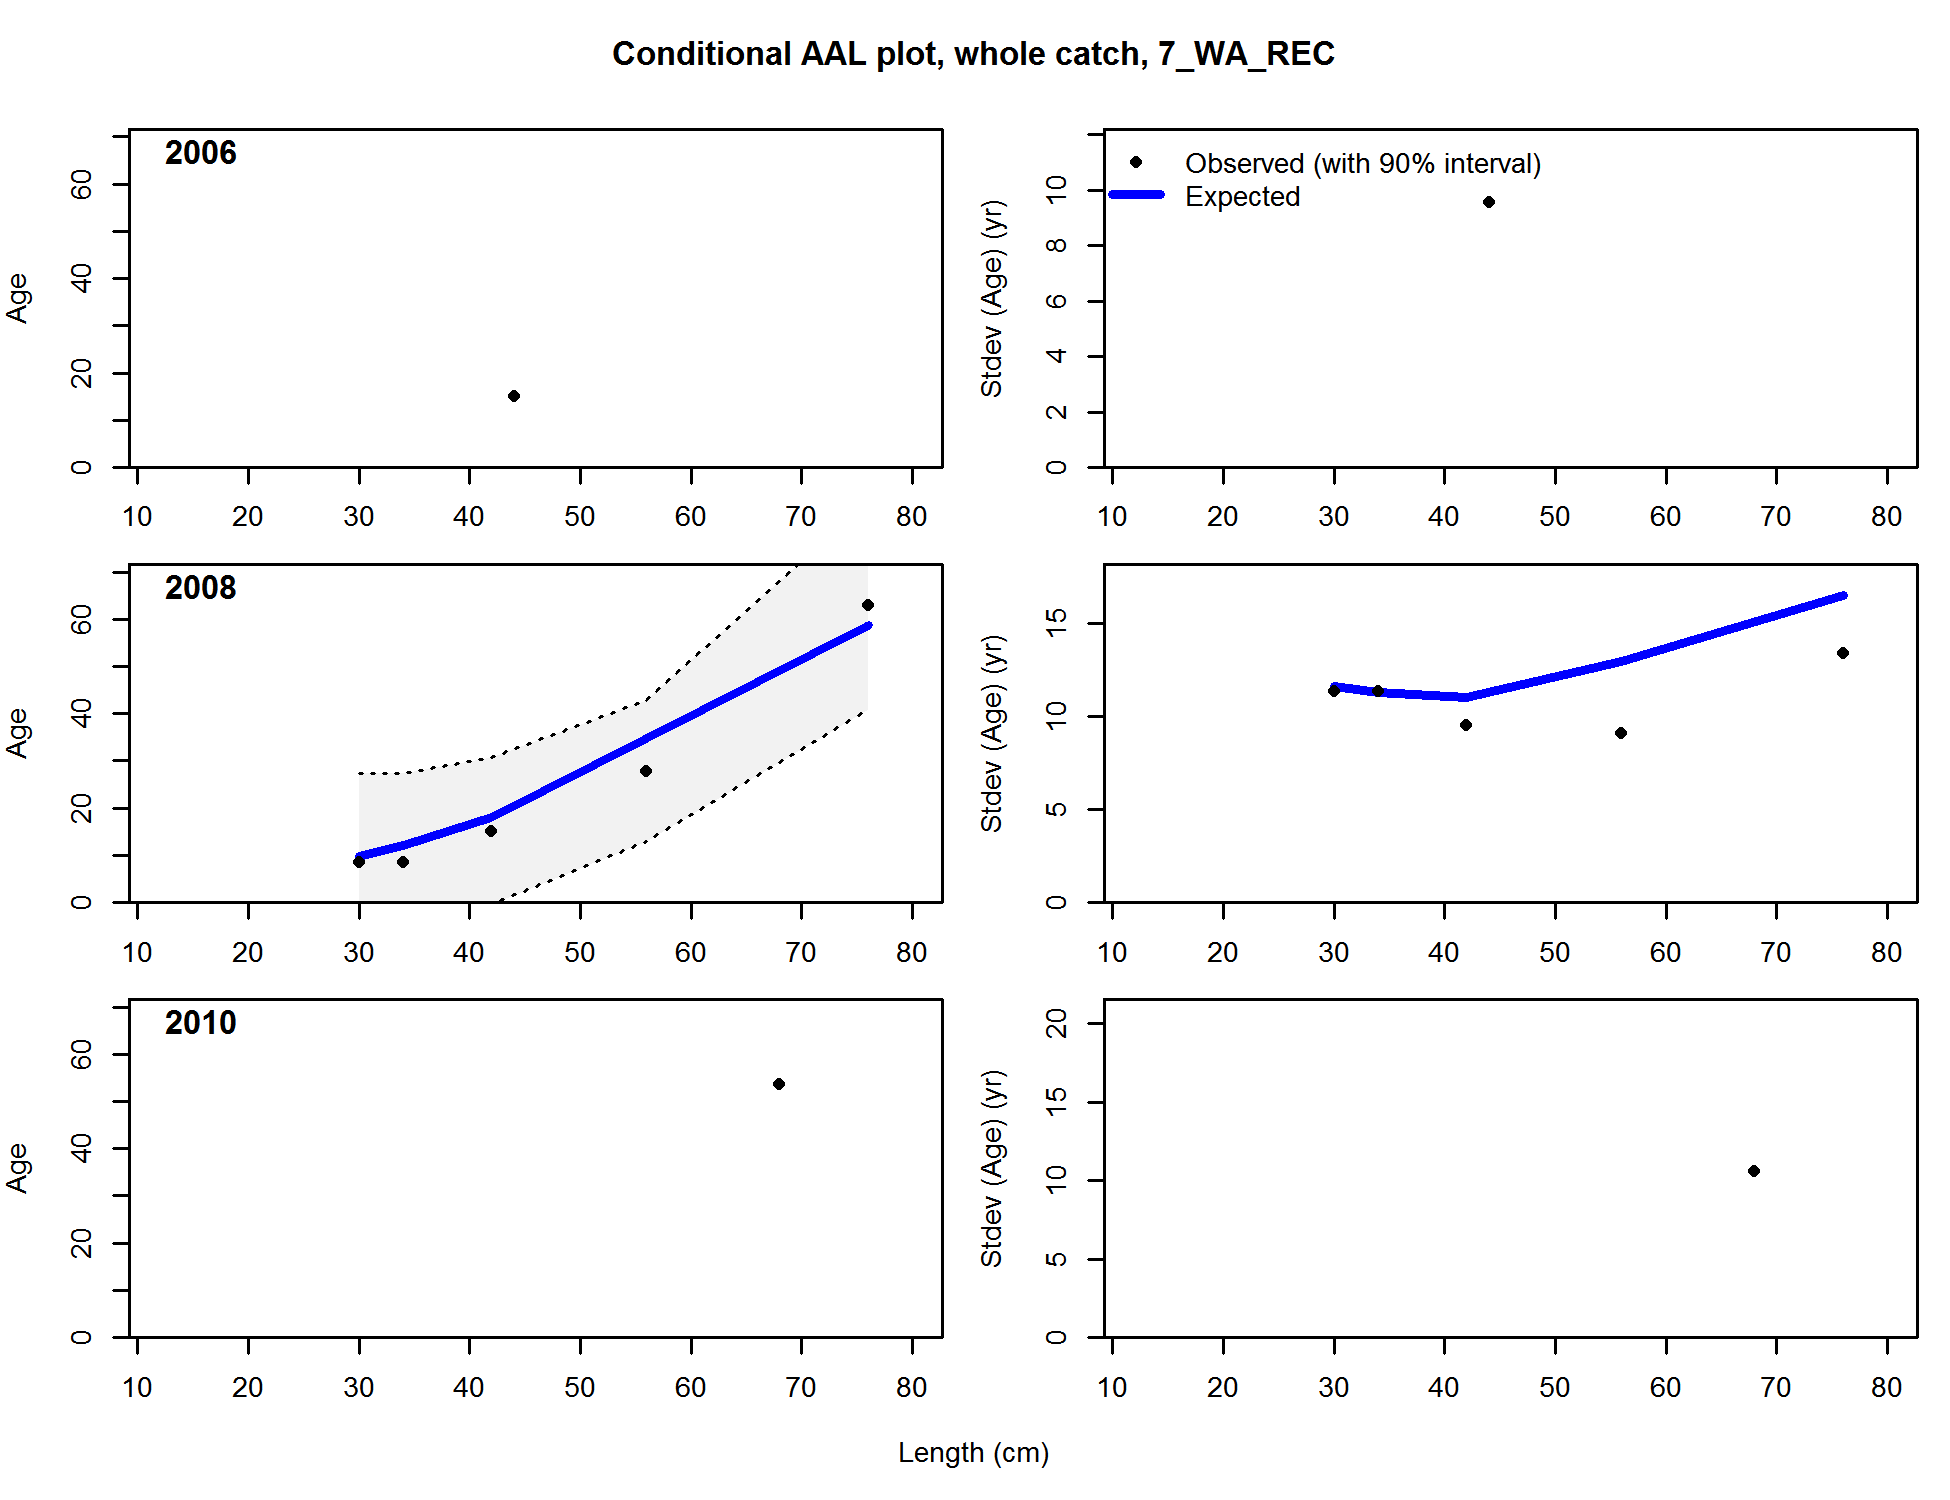 Conditional AAL plot, whole catch, 7_WA_REC
2006
Age
0 20 40 60
10 20 30 40 50 60 70 80
Observed (with 90% interval)
Expected
Stdev (Age) (yr)
0 2 4 6 8 10
10 20 30 40 50 60 70 80
2008
Age
0 20 40 60
10 20 30 40 50 60 70 80
Stdev (Age) (yr)
0 5 10 15
10 20 30 40 50 60 70 80
2010
Age
0 20 40 60
10 20 30 40 50 60 70 80
Stdev (Age) (yr)
0 5 10 15 20
10 20 30 40 50 60 70 80
Length (cm)